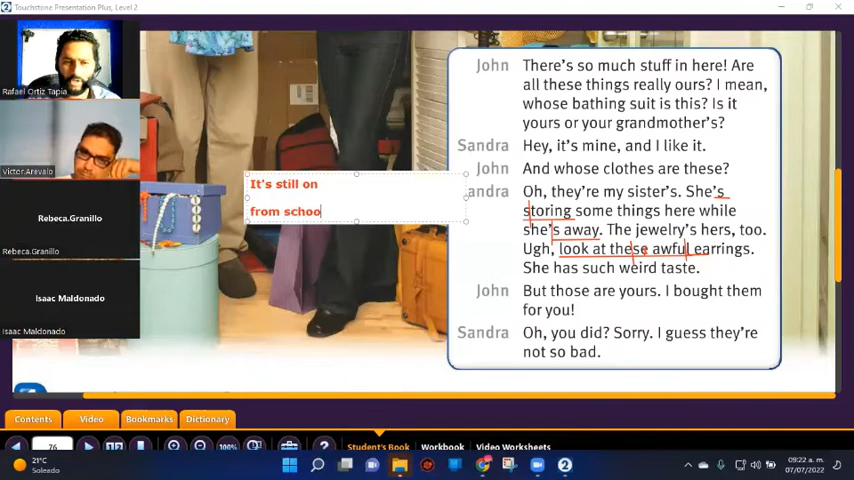 Touchstone Presentation Plus, Level 2
Rafael Ortiz Tapia
Victor.Arevalo
Rebeca.Granillo
Rebeca.Granillo
Isaac Maldonado
Isaac Maldonado
It's still on
from schoo
John There's so much stuff in here! Are
all these things really ours? I mean,
whose bathing suit is this? Is it
yours or your grandmother's?
Sandra Hey, it's mine, and I like it.
John And whose clothes are these?
andra Oh, they're my sister's. She's
storing some things here while
she's away. The jewelry's hers, too.
Ugh, look at these awful earrings.
She has such weird taste.
John But those are yours. I bought them
for you!
Sandra Oh, you did? Sorry. I guess they're
not so bad.
Contents Video Bookmarks Dictionary
76 100% Student's Book Workbook Video Worksheets
21°C
Soleado
09:22 a. m.
07/07/2022